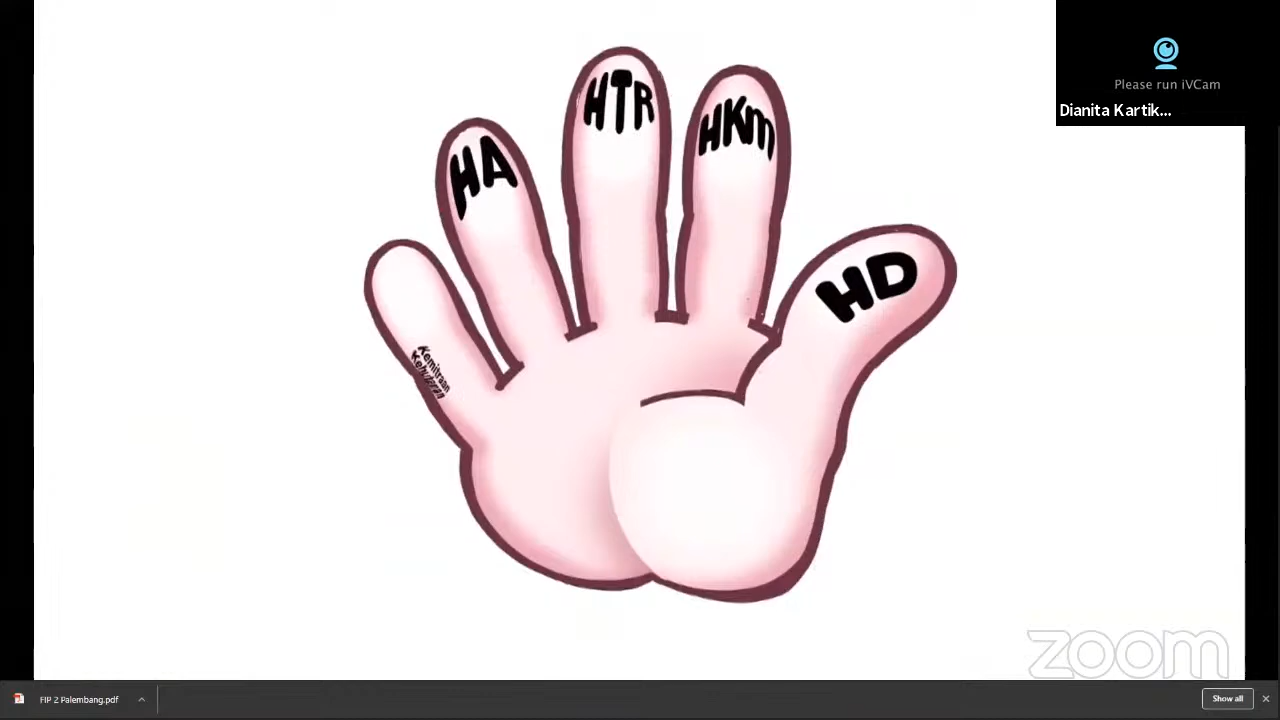 HTR
HKm
HA
HD
Kemitraan
Kehutanan
Please run iVCam
Dianita Kartik...
zoom
FIP 2 Palembang.pdf
Show all